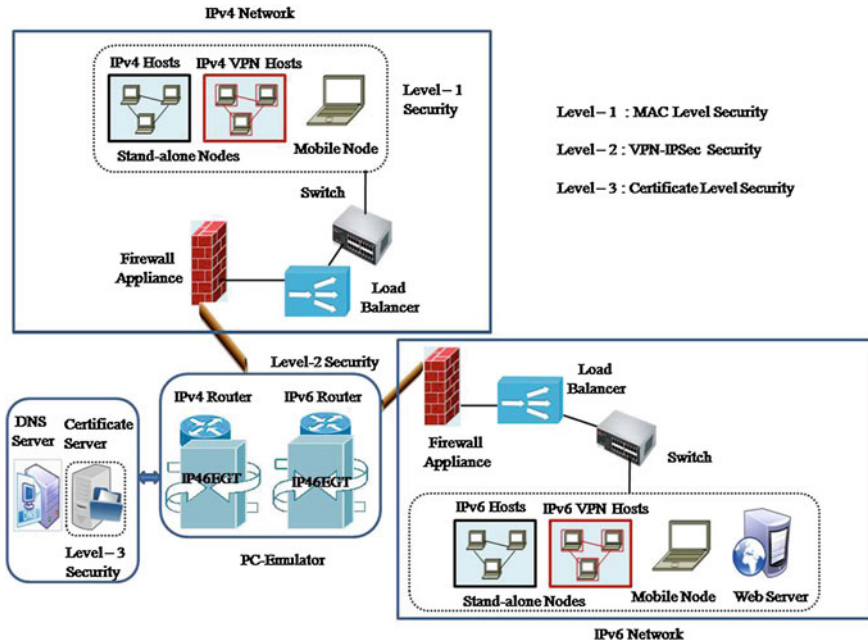 IPv4 Network
IPv4 Hosts
IPv4 VPN Hosts
Level–1
Security
Stand-alone Nodes
Mobile Node
Level–1 : MAC Level Security
Level–2 : VPN-IPSec Security
Level–3 : Certificate Level Security
Switch
Firewall
Appliance
Load
Balancer
Level-2 Security
IPv4 Router
IPv6 Router
IP46EGT
IP46EGT
PC-Emulator
DNS
Server
Certificate
Server
Level–3
Security
Firewall
Appliance
Load
Balancer
Switch
IPv6 Hosts
IPv6 VPN Hosts
Stand-alone Nodes
Mobile Node
Web Server
IPv6 Network